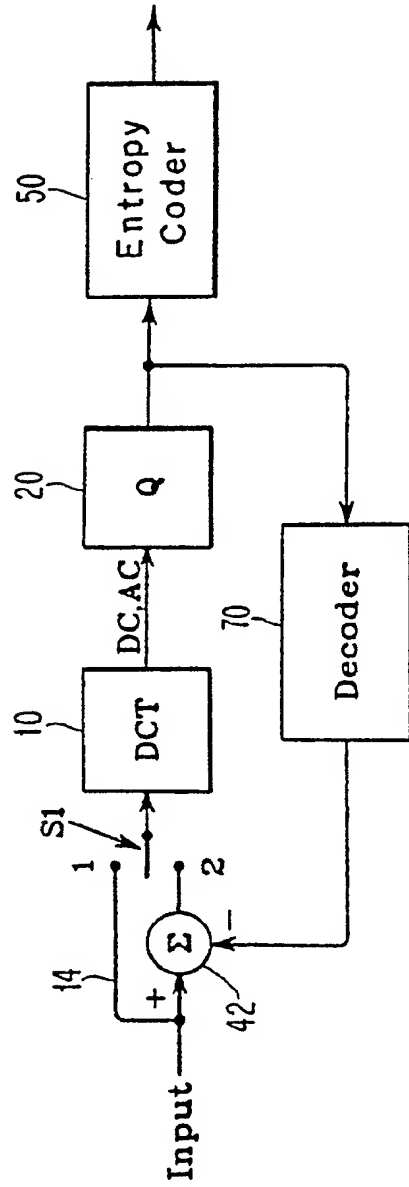 Input
14
+
Σ
42
-
1
2
S1
10
DCT
DC,AC
20
Q
50
Entropy
Coder
70
Decoder